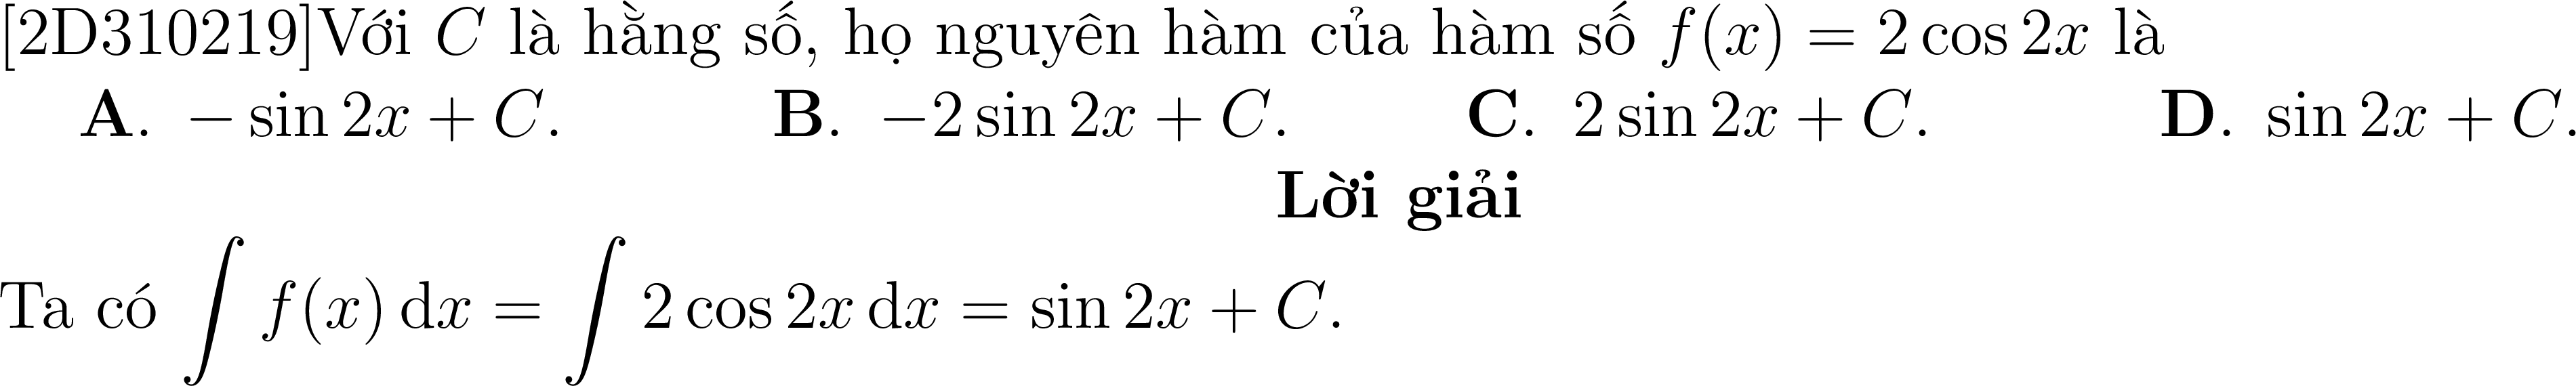 [2D310219]Với C là hằng số, họ nguyên hàm của hàm số f(x) = 2 cos 2x là
A. − sin 2x + C. B. −2 sin 2x + C. C. 2 sin 2x + C. D. sin 2x + C.
Lời giải
Ta có ∫ f(x) dx = ∫ 2 cos 2x dx = sin 2x + C.